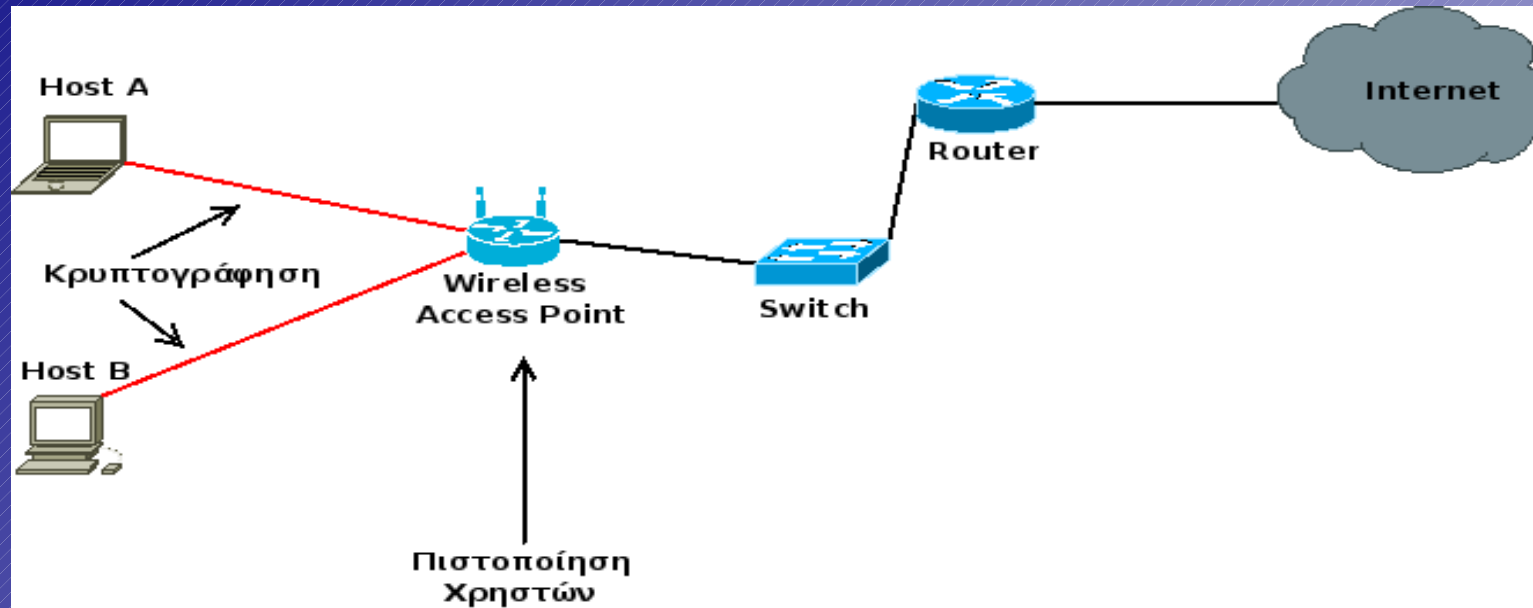 Host A
Internet
Router
Κρυπτογράφηση
Wireless
Access Point
Switch
Host B
Πιστοποίηση
Χρηστών